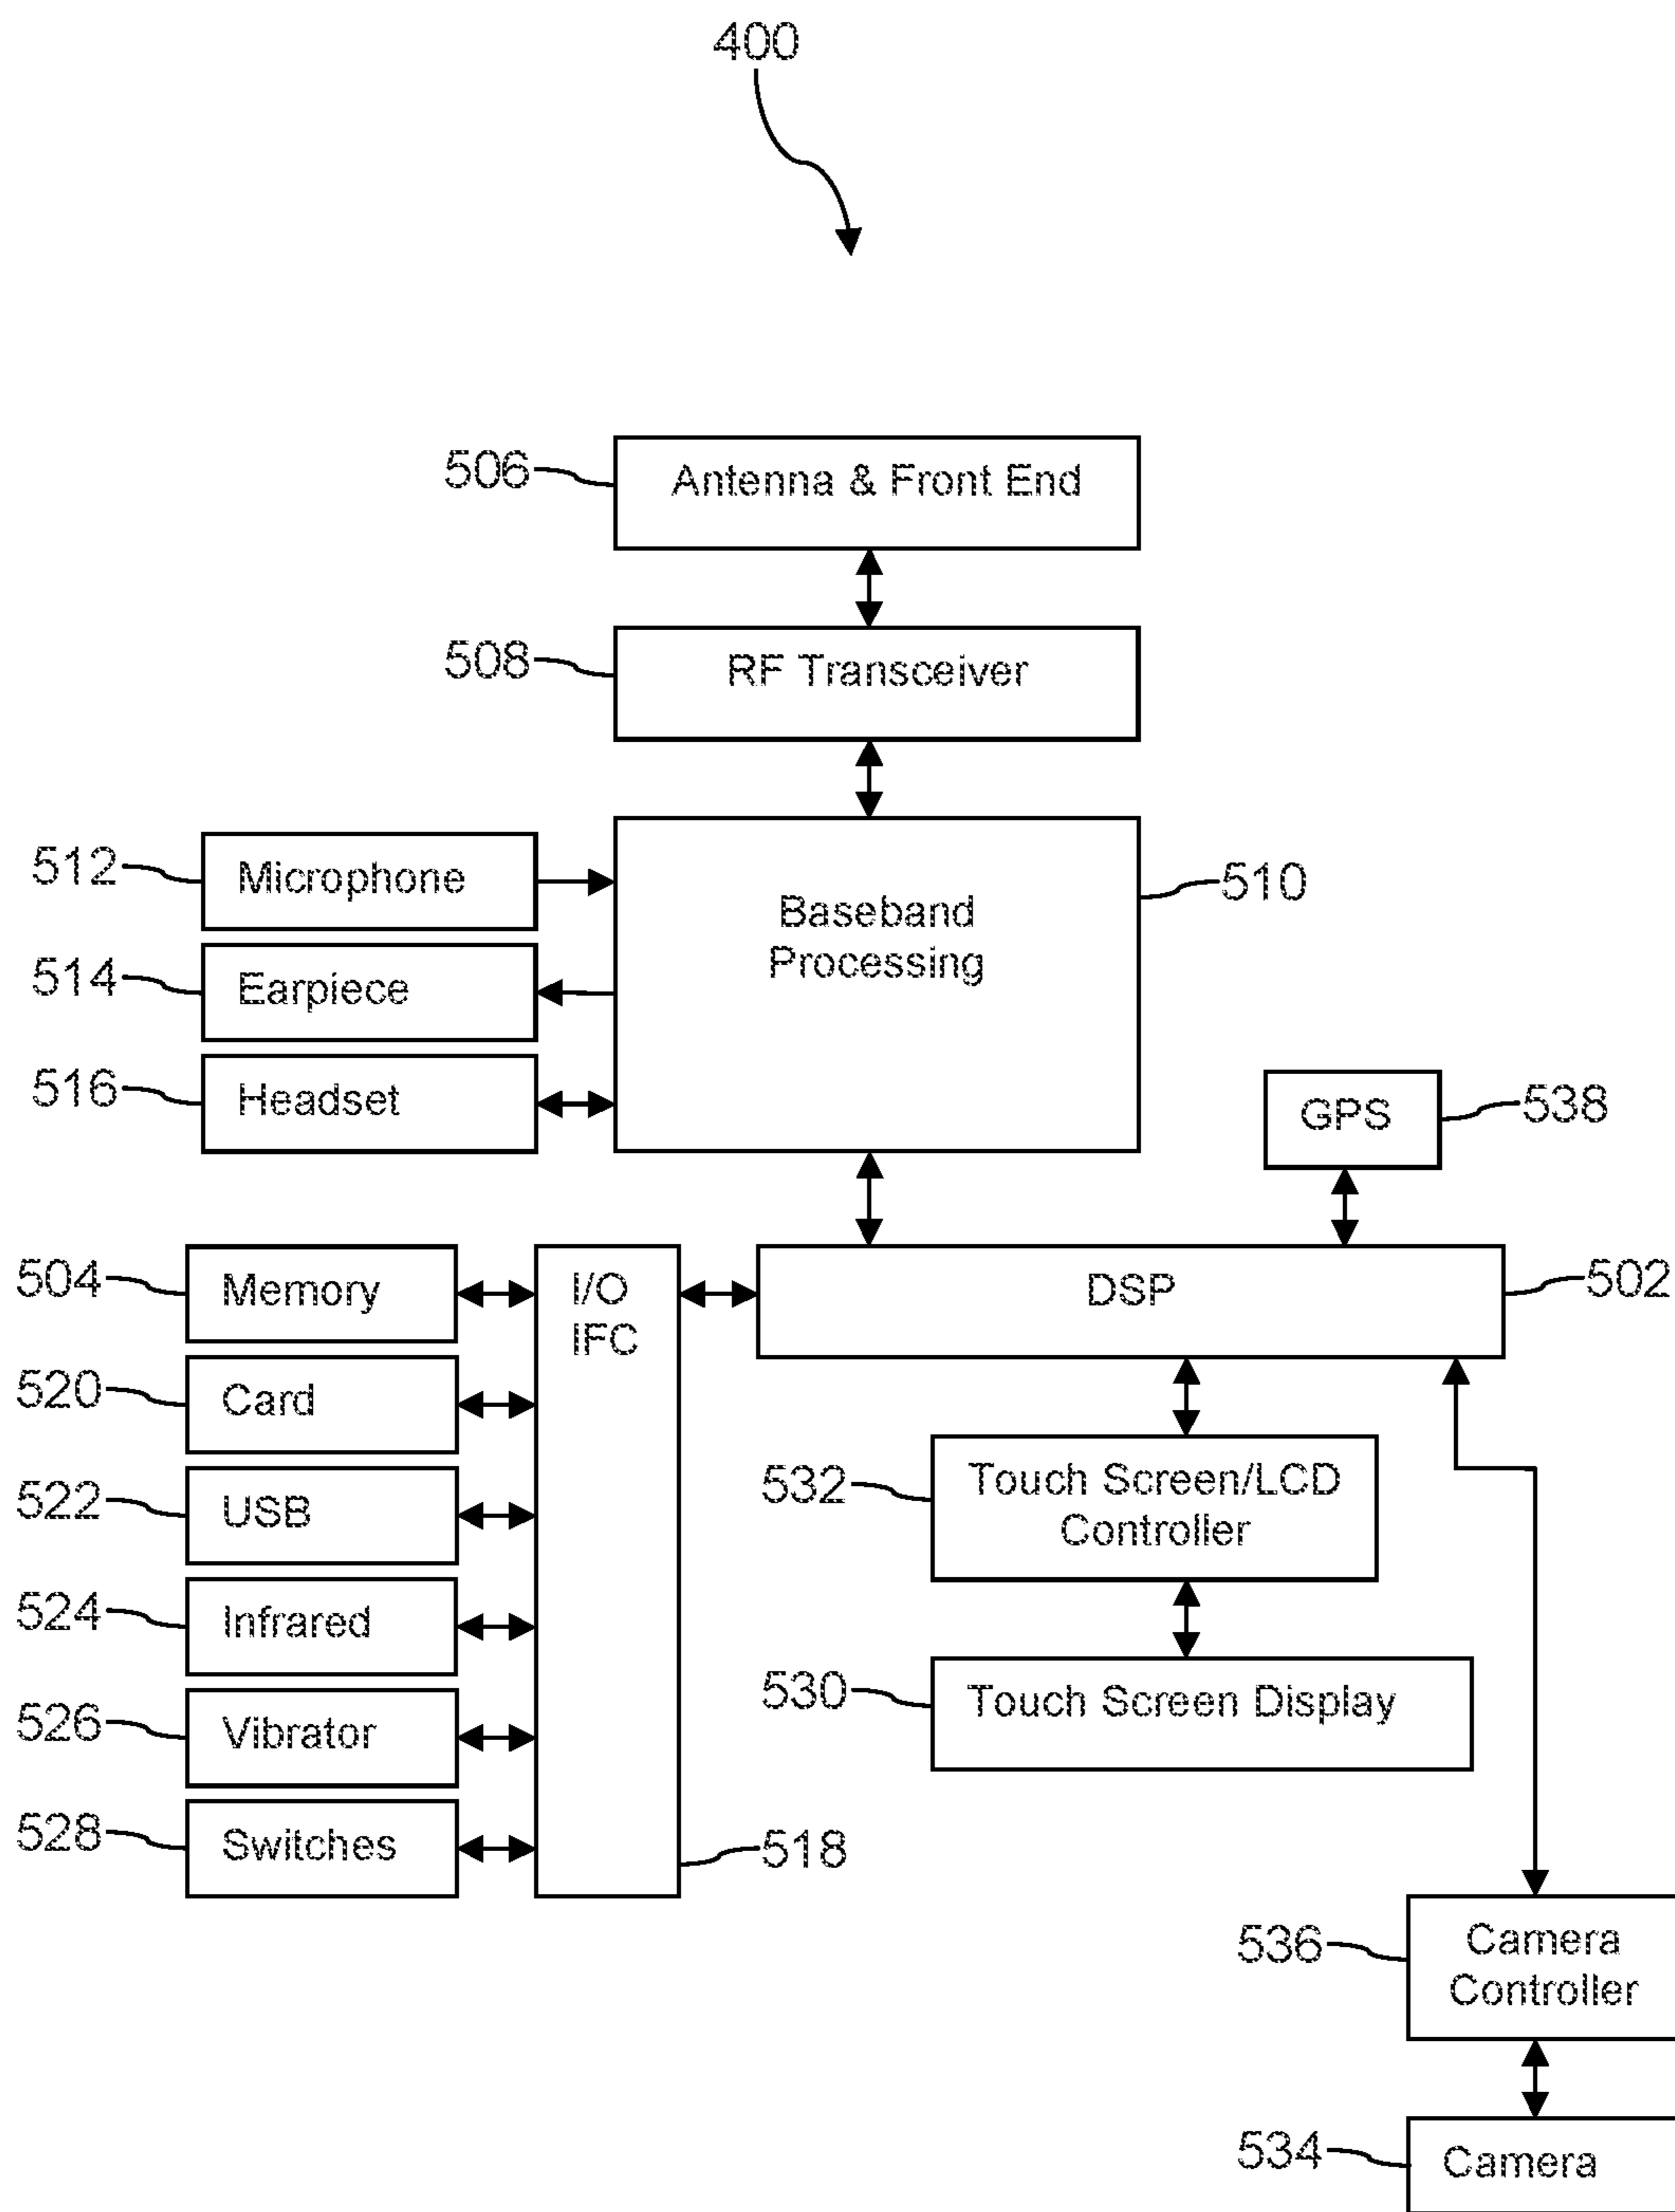 400
506
Antenna & Front End
508
RF Transceiver
512
Microphone
Baseband
Processing
510
514
Earpiece
516
Headset
GPS
538
504
Memory
I/O
IFC
DSP
502
520
Card
522
USB
532
Touch Screen/LCD
Controller
524
Infrared
526
Vibrator
530
Touch Screen Display
528
Switches
518
536
Camera
Controller
534
Camera